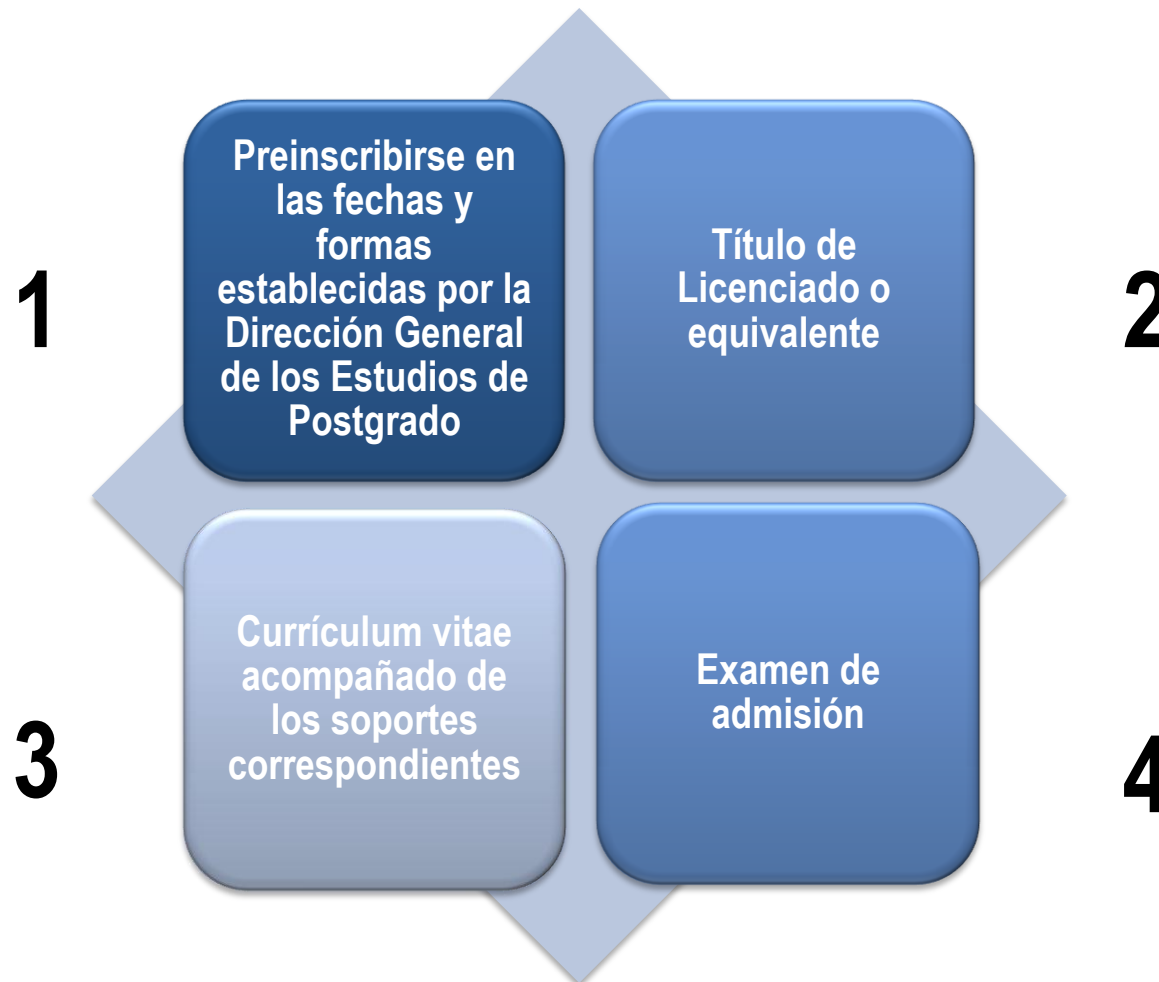 1
Preinscribirse en
las fechas y
formas
establecidas por la
Dirección General
de los Estudios de
Postgrado
2
Título de
Licenciado o
equivalente
3
Currículum vitae
acompañado de
los soportes
correspondientes
4
Examen de
admisión